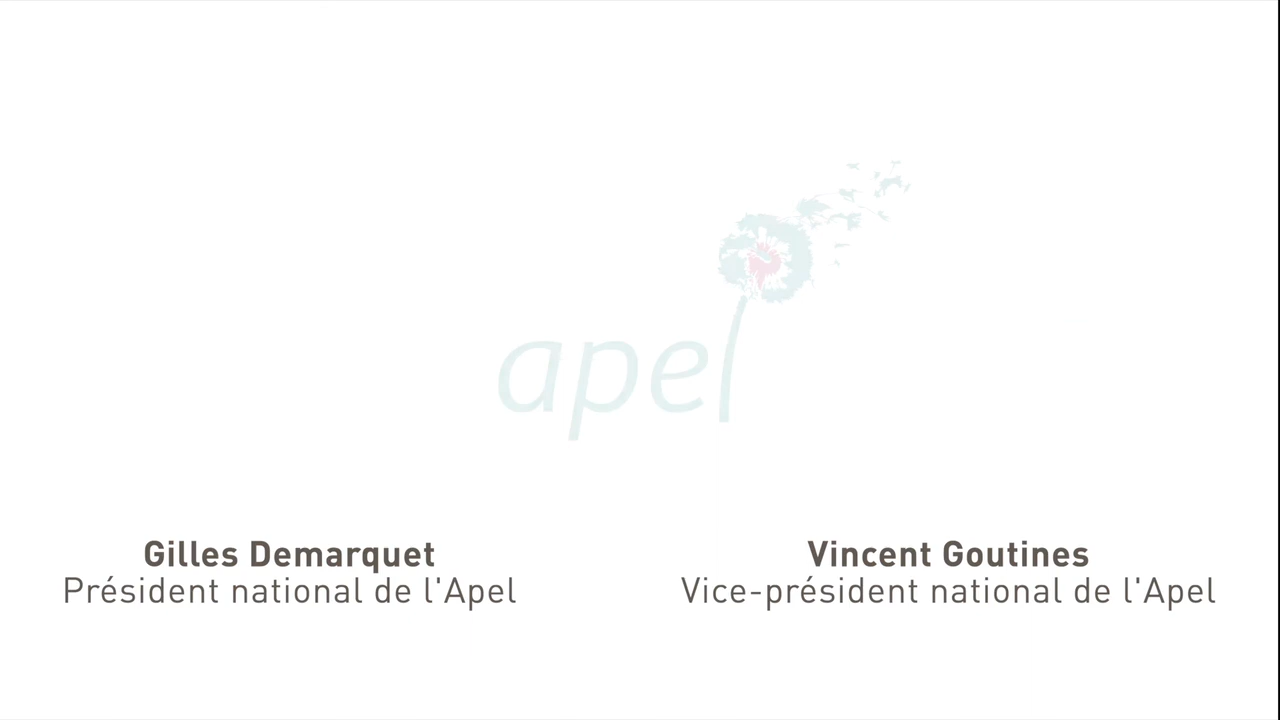 apel
Gilles Demarquet
Président national de l'Apel
Vincent Goutines
Vice-président national de l'Apel